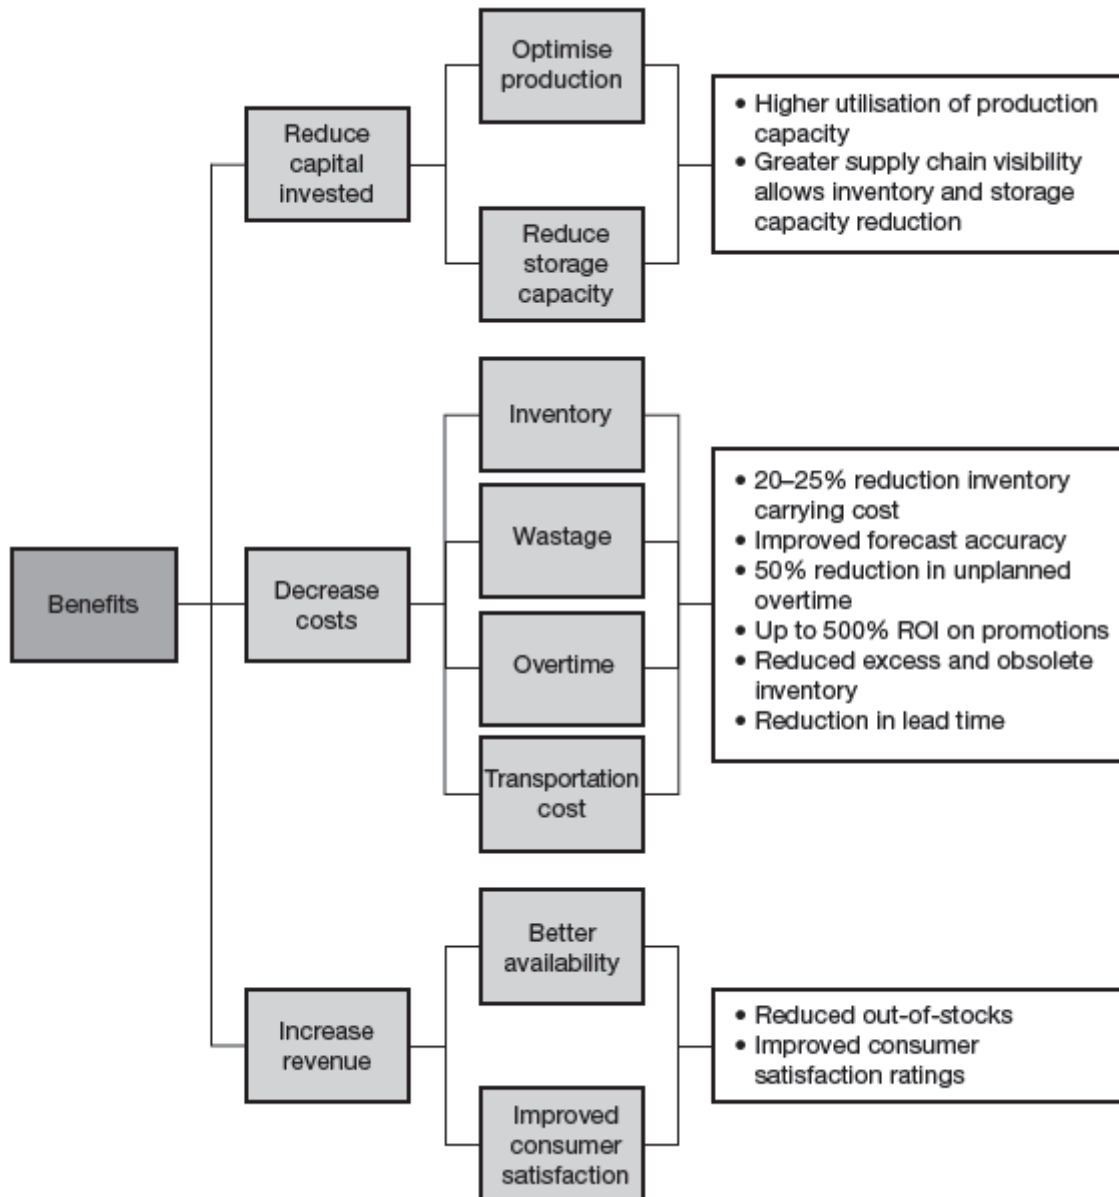 Benefits
Reduce
capital
invested
Optimise
production
Reduce
storage
capacity
• Higher utilisation of production
capacity
• Greater supply chain visibility
allows inventory and storage
capacity reduction
Decrease
costs
Inventory
Wastage
Overtime
Transportation
cost
• 20–25% reduction inventory
carrying cost
• Improved forecast accuracy
• 50% reduction in unplanned
overtime
• Up to 500% ROI on promotions
• Reduced excess and obsolete
inventory
• Reduction in lead time
Increase
revenue
Better
availability
Improved
consumer
satisfaction
• Reduced out-of-stocks
• Improved consumer
satisfaction ratings